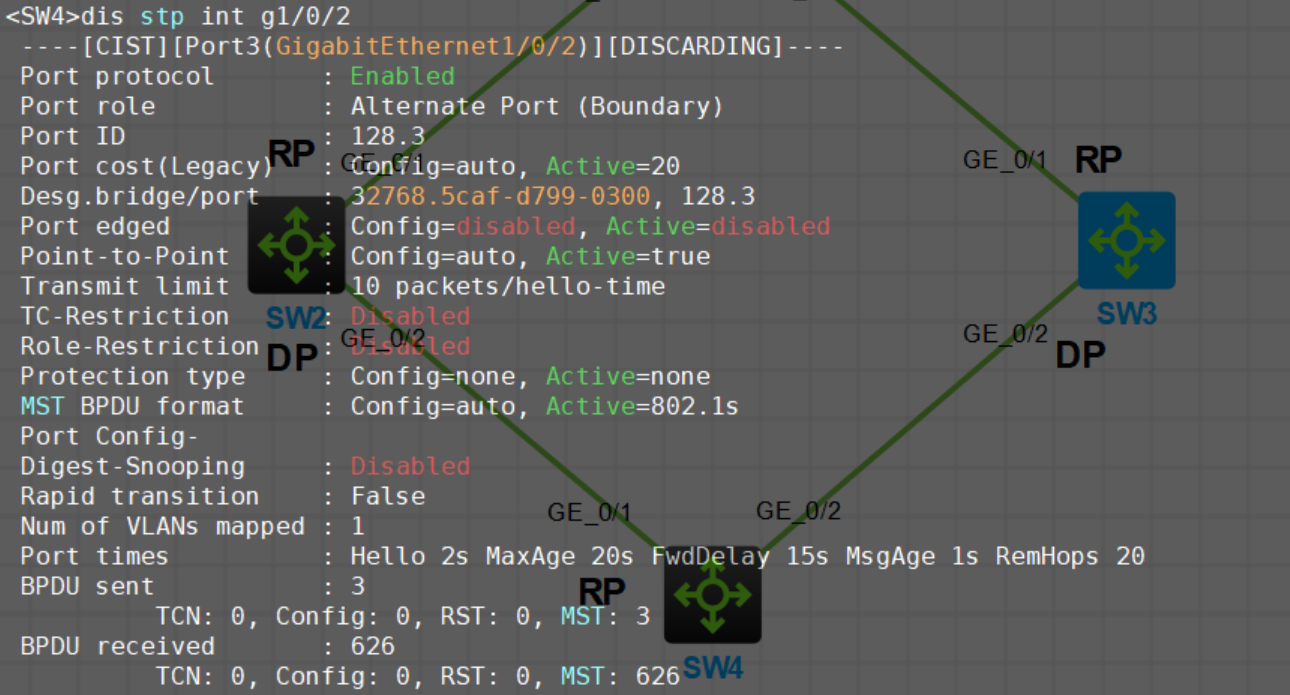 <SW4>dis stp int g1/0/2
----[CIST][Port3(GigabitEthernet1/0/2)][DISCARDING]----
Port protocol : Enabled
Port role : Alternate Port (Boundary)
Port ID : 128.3
Port cost(Legacy) : Config=auto, Active=20
Desg.bridge/port : 32768.5caf-d799-0300, 128.3
Port edged : Config=disabled, Active=disabled
Point-to-Point : Config=auto, Active=true
Transmit limit : 10 packets/hello-time
TC-Restriction : Disabled
Role-Restriction : Disabled
Protection type : Config=none, Active=none
MST BPDU format : Config=auto, Active=802.1s
Port Config-
Digest-Snooping : Disabled
Rapid transition : False
Num of VLANs mapped : 1
Port times : Hello 2s MaxAge 20s FwdDelay 15s MsgAge 1s RemHops 20
BPDU sent : 3
TCN: 0, Config: 0, RST: 0, MST: 3
BPDU received : 626
TCN: 0, Config: 0, RST: 0, MST: 626
RP
GE_0/1
SW2
GE_0/2
DP
GE_0/1
RP
SW3
GE_0/2
DP
GE_0/1
GE_0/2
RP
SW4